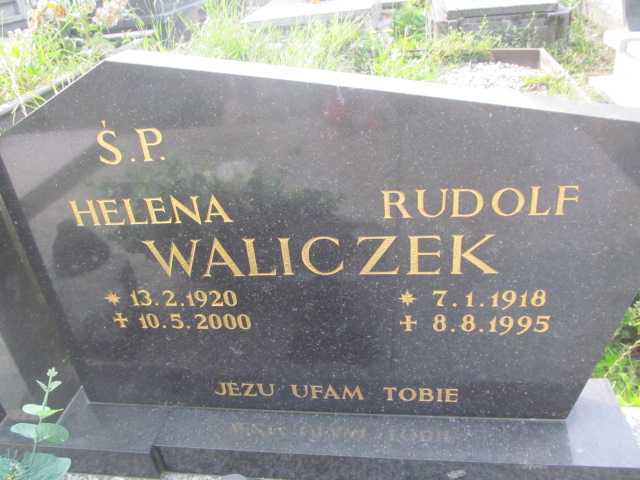 Ś.P.
HELENA RUDOLF
WALICZEK
* 13.2.1920 * 7.1.1918
✝ 10.5.2000 ✝ 8.8.1995
JEZU UFAM TOBIE